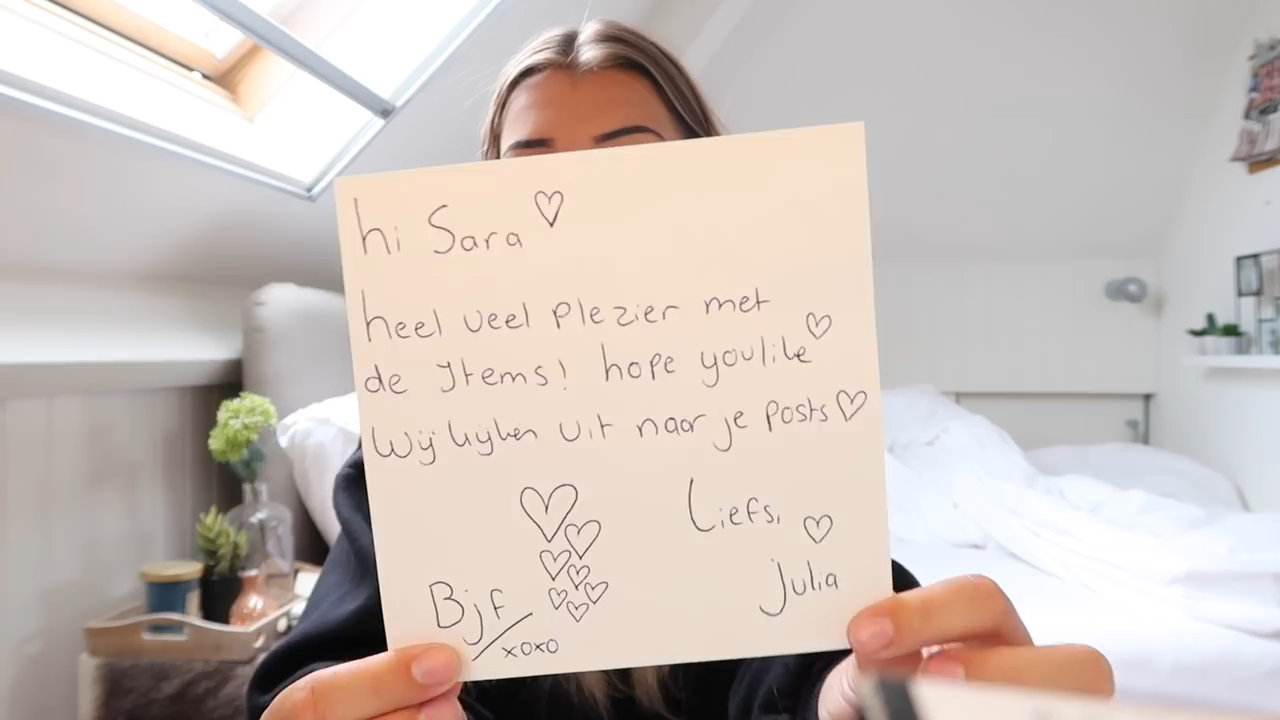 hi Sara
heel veel plezier met
de Items! hope you like
Wij kijken uit naar je posts
Liefs,
Julia
Bjf
xoxo